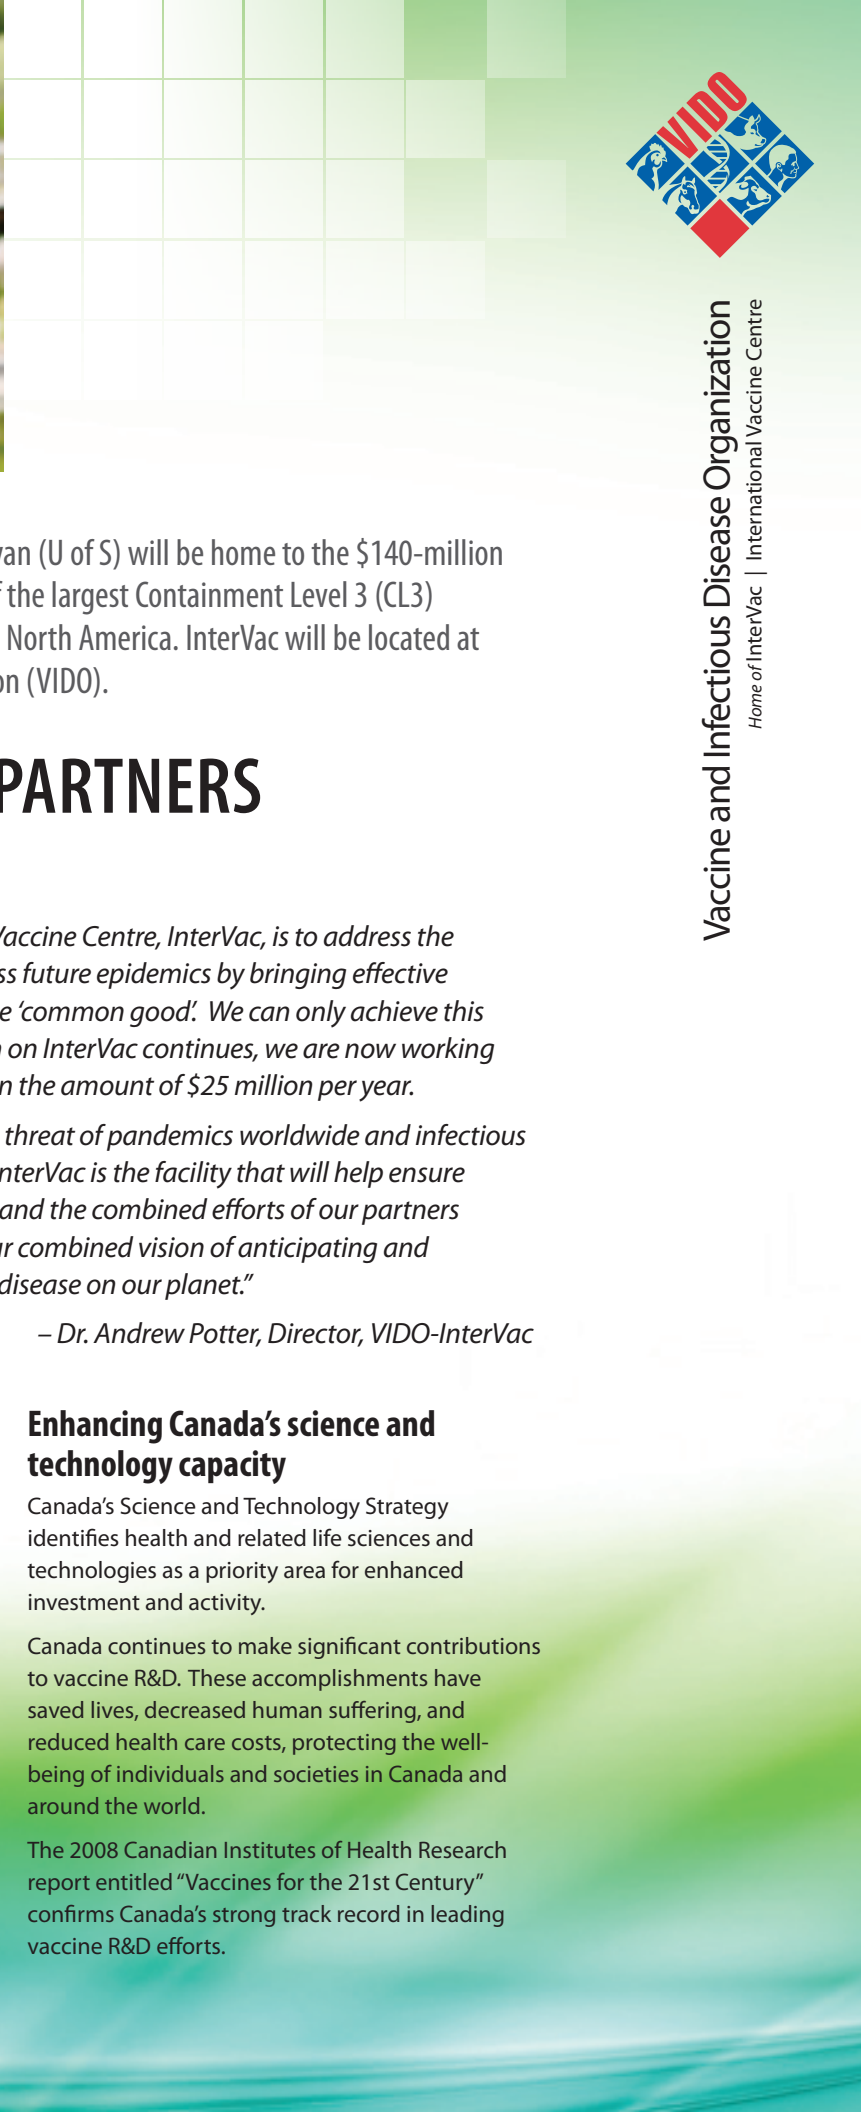 VIDO
Vaccine and Infectious Disease Organization
Home of InterVac | International Vaccine Centre
(U of S) will be home to the $140-million
the largest Containment Level 3 (CL3)
North America. InterVac will be located at
(VIDO).
PARTNERS
Vaccine Centre, InterVac, is to address the
future epidemics by bringing effective
‘common good’. We can only achieve this
on InterVac continues, we are now working
the amount of $25 million per year.
threat of pandemics worldwide and infectious
InterVac is the facility that will help ensure
and the combined efforts of our partners
combined vision of anticipating and
disease on our planet.”
– Dr. Andrew Potter, Director, VIDO-InterVac
Enhancing Canada’s science and
technology capacity
Canada’s Science and Technology Strategy
identifies health and related life sciences and
technologies as a priority area for enhanced
investment and activity.
Canada continues to make significant contributions
to vaccine R&D. These accomplishments have
saved lives, decreased human suffering, and
reduced health care costs, protecting the well-
being of individuals and societies in Canada and
around the world.
The 2008 Canadian Institutes of Health Research
report entitled “Vaccines for the 21st Century”
confirms Canada’s strong track record in leading
vaccine R&D efforts.